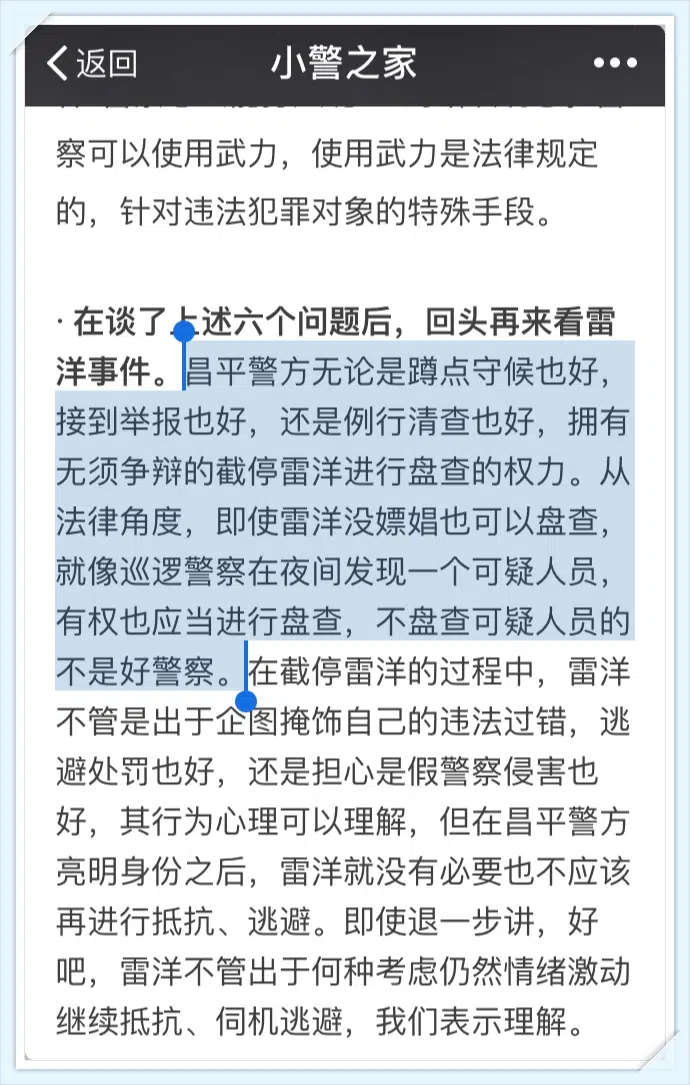 返回
小警之家
察可以使用武力，使用武力是法律规定
的，针对违法犯罪对象的特殊手段。
· 在谈了上述六个问题后，回头再来看雷
洋事件。昌平警方无论是蹲点守候也好，
接到举报也好，还是例行清查也好，拥有
无须争辩的截停雷洋进行盘查的权力。从
法律角度，即使雷洋没嫖娼也可以盘查，
就像巡逻警察在夜间发现一个可疑人员，
有权也应当进行盘查，不盘查可疑人员的
不是好警察。在截停雷洋的过程中，雷洋
不管是出于企图掩饰自己的违法过错，逃
避处罚也好，还是担心是假警察侵害也
好，其行为心理可以理解，但在昌平警方
亮明身份之后，雷洋就没有必要也不应该
再进行抵抗、逃避。即使退一步讲，好
吧，雷洋不管出于何种考虑仍然情绪激动
继续抵抗、伺机逃避，我们表示理解。